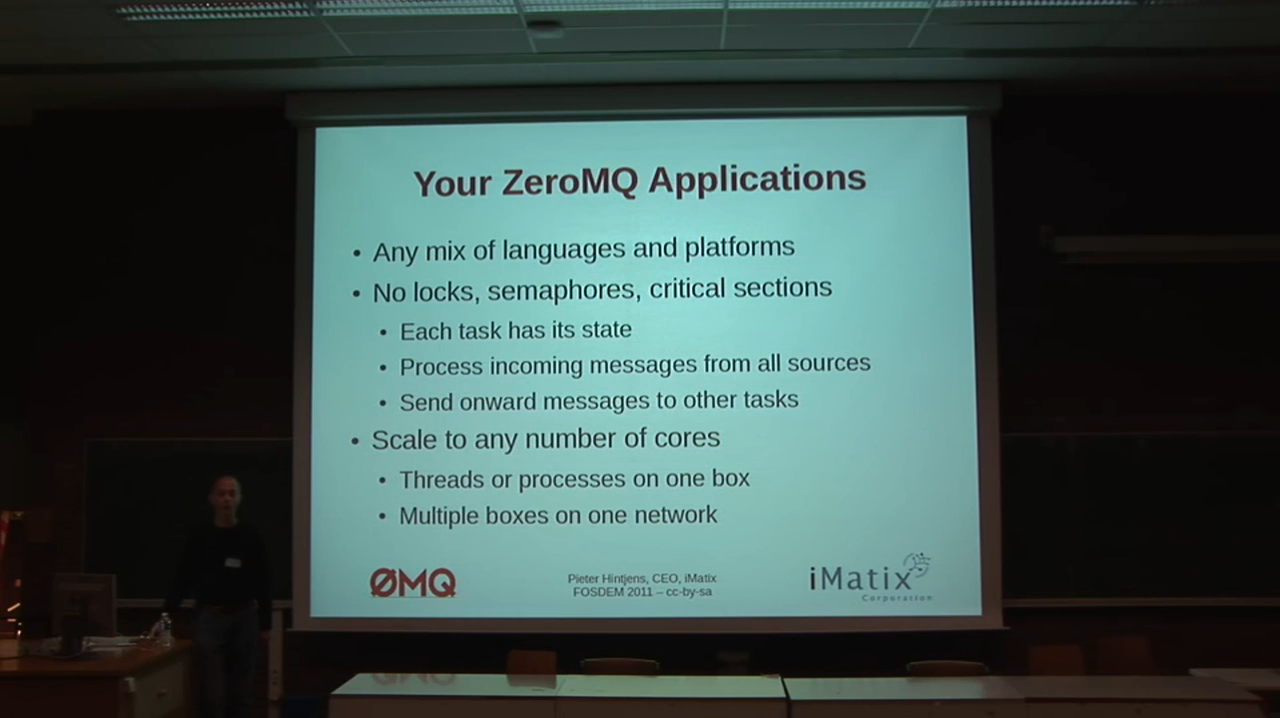 Your ZeroMQ Applications
• Any mix of languages and platforms
• No locks, semaphores, critical sections
• Each task has its state
• Process incoming messages from all sources
• Send onward messages to other tasks
• Scale to any number of cores
• Threads or processes on one box
• Multiple boxes on one network
ØMQ
Pieter Hintjens, CEO, iMatix
FOSDEM 2011 – cc-by-sa
iMatix
Corporation